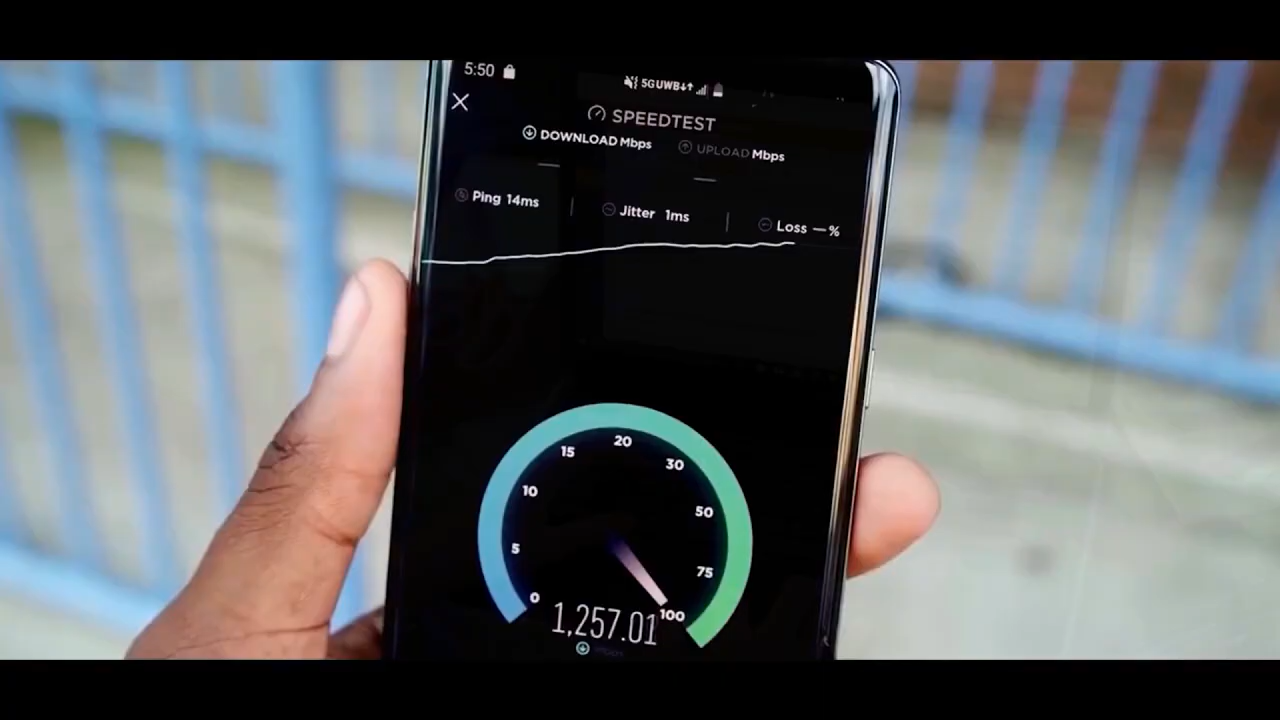 5:50 5GUWB
SPEEDTEST
DOWNLOAD Mbps UPLOAD Mbps
Ping 14ms Jitter 1ms Loss —%
20
15 30
10 50
5 75
0 100
1,257.01